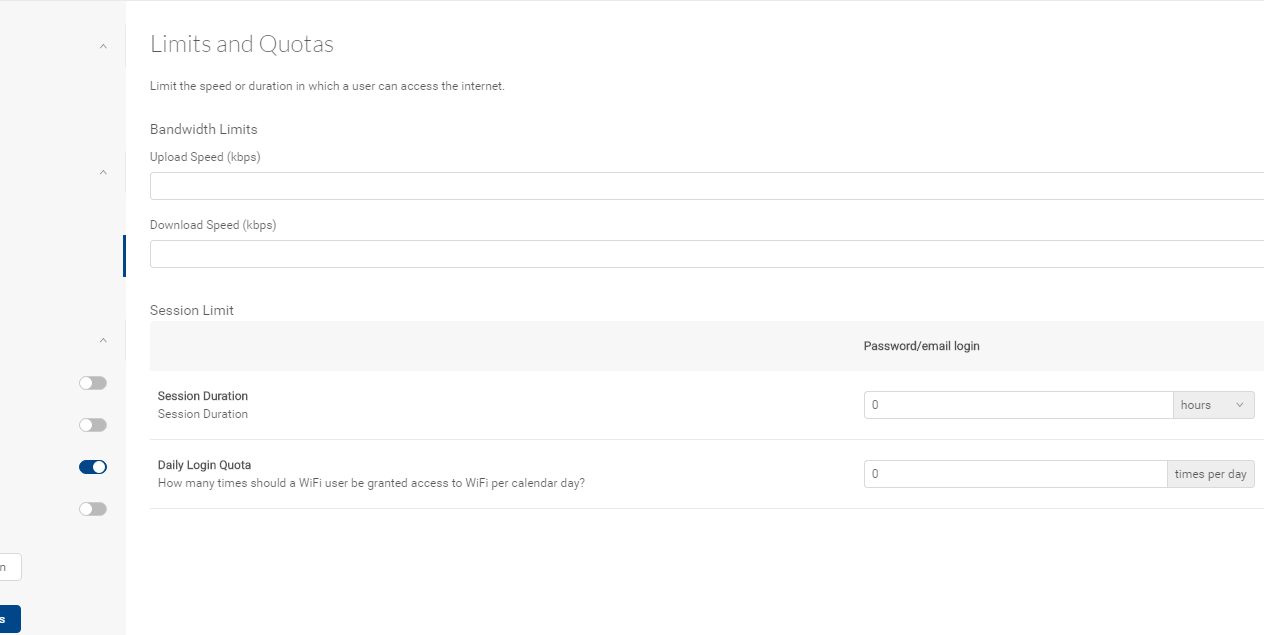 Limits and Quotas
Limit the speed or duration in which a user can access the internet.
Bandwidth Limits
Upload Speed (kbps)
Download Speed (kbps)
Session Limit
Password/email login
Session Duration
Session Duration
0
hours
Daily Login Quota
How many times should a WiFi user be granted access to WiFi per calendar day?
0
times per day
n
s